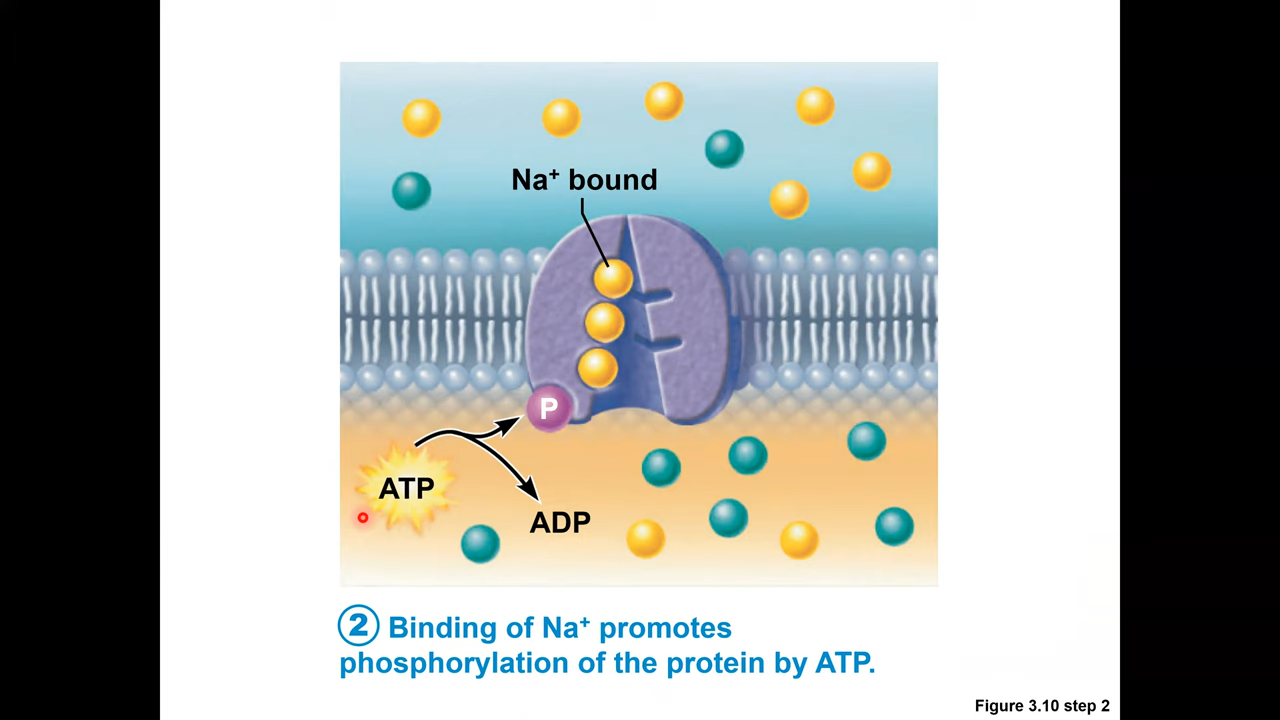 Na⁺ bound
P
ATP
ADP
② Binding of Na⁺ promotes
phosphorylation of the protein by ATP.
Figure 3.10 step 2